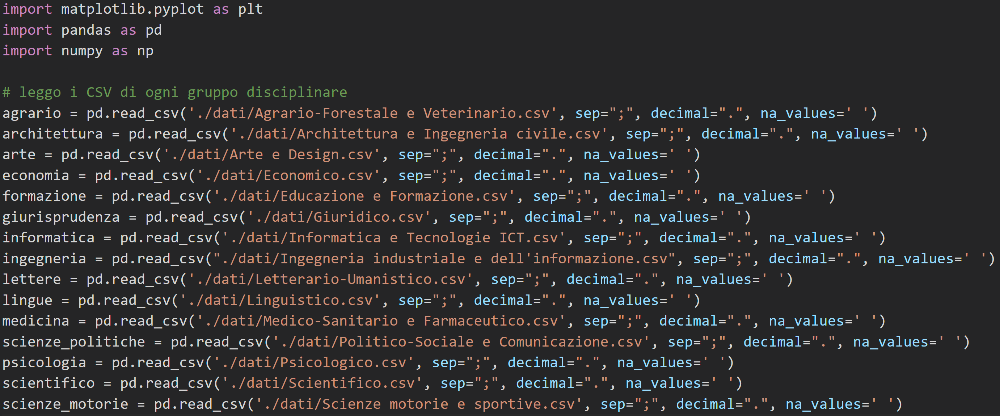 import matplotlib.pyplot as plt
import pandas as pd
import numpy as np
# leggo i CSV di ogni gruppo disciplinare
agrario = pd.read_csv('./dati/Agrario-Forestale e Veterinario.csv', sep=";", decimal=".", na_values=' ')
architettura = pd.read_csv('./dati/Architettura e Ingegneria civile.csv', sep=";", decimal=".", na_values=' ')
arte = pd.read_csv('./dati/Arte e Design.csv', sep=";", decimal=".", na_values=' ')
economia = pd.read_csv('./dati/Economico.csv', sep=";", decimal=".", na_values=' ')
formazione = pd.read_csv('./dati/Educazione e Formazione.csv', sep=";", decimal=".", na_values=' ')
giurisprudenza = pd.read_csv('./dati/Giuridico.csv', sep=";", decimal=".", na_values=' ')
informatica = pd.read_csv('./dati/Informatica e Tecnologie ICT.csv', sep=";", decimal=".", na_values=' ')
ingegneria = pd.read_csv("./dati/Ingegneria industriale e dell'informazione.csv", sep=";", decimal=".", na_values=' ')
lettere = pd.read_csv('./dati/Letterario-Umanistico.csv', sep=";", decimal=".", na_values=' ')
lingue = pd.read_csv('./dati/Linguistico.csv', sep=";", decimal=".", na_values=' ')
medicina = pd.read_csv('./dati/Medico-Sanitario e Farmaceutico.csv', sep=";", decimal=".", na_values=' ')
scienze_politiche = pd.read_csv('./dati/Politico-Sociale e Comunicazione.csv', sep=";", decimal=".", na_values=' ')
psicologia = pd.read_csv('./dati/Psicologico.csv', sep=";", decimal=".", na_values=' ')
scientifico = pd.read_csv('./dati/Scientifico.csv', sep=";", decimal=".", na_values=' ')
scienze_motorie = pd.read_csv('./dati/Scienze motorie e sportive.csv', sep=";", decimal=".", na_values=' ')